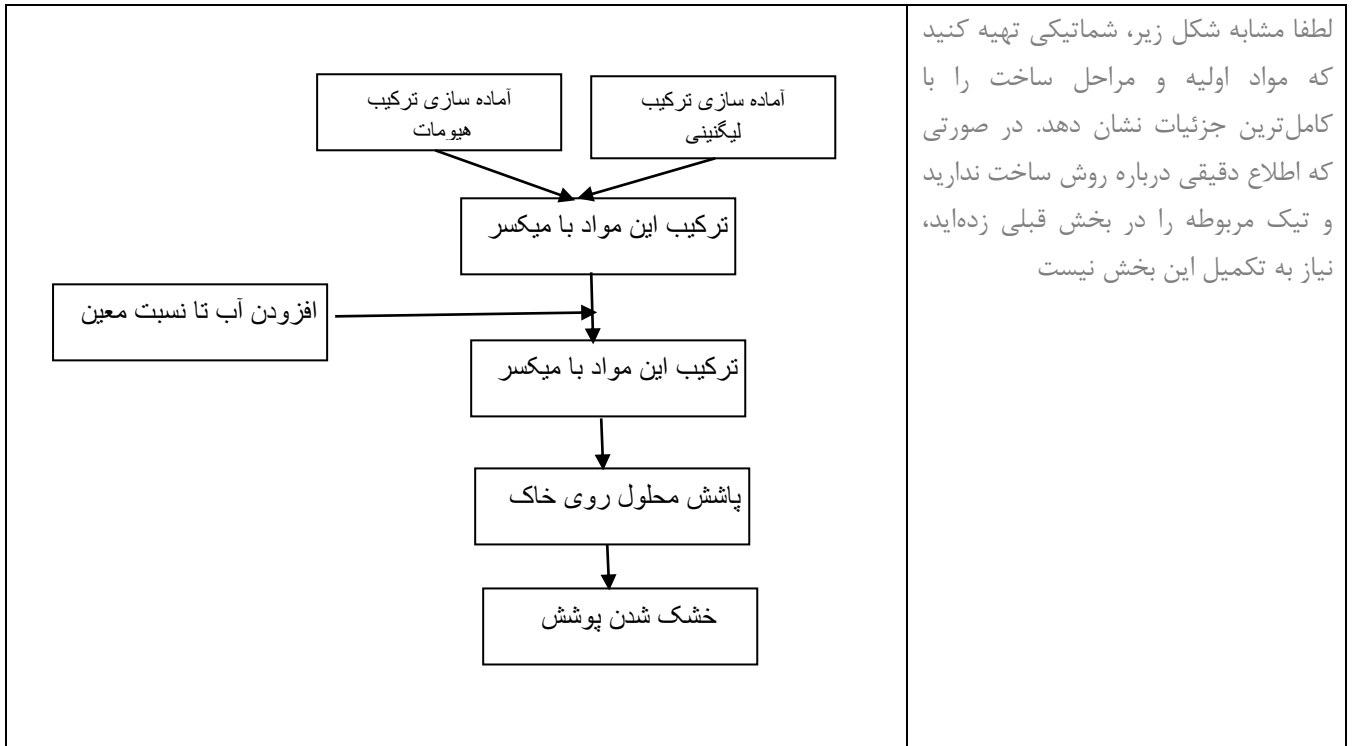 لطفا مشابه شکل زیر، شماتیکی تهیه کنید
که مواد اولیه و مراحل ساخت را با
کامل‌ترین جزئیات نشان دهد. در صورتی
که اطلاع دقیقی درباره روش ساخت ندارید
و تیک مربوطه را در بخش قبلی زده‌اید،
نیاز به تکمیل این بخش نیست
آماده سازی ترکیب
لیگنینی
آماده سازی ترکیب
هیومات
ترکیب این مواد با میکسر
افزودن آب تا نسبت معین
ترکیب این مواد با میکسر
پاشش محلول روی خاک
خشک شدن پوشش